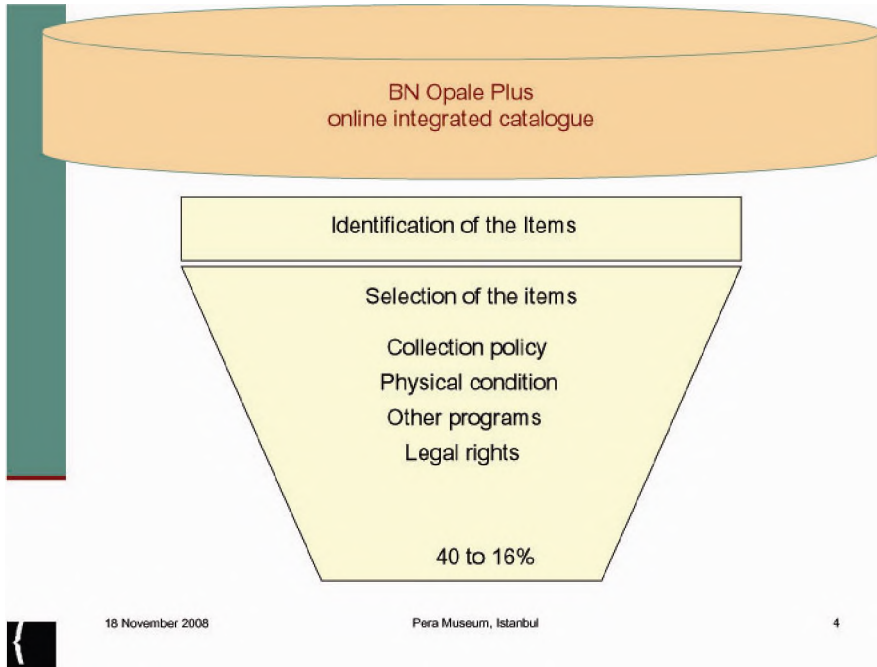 BN Opale Plus
online integrated catalogue
Identification of the Items
Selection of the items
Collection policy
Physical condition
Other programs
Legal rights
40 to 16%
18 November 2008
Pera Museum, Istanbul
4